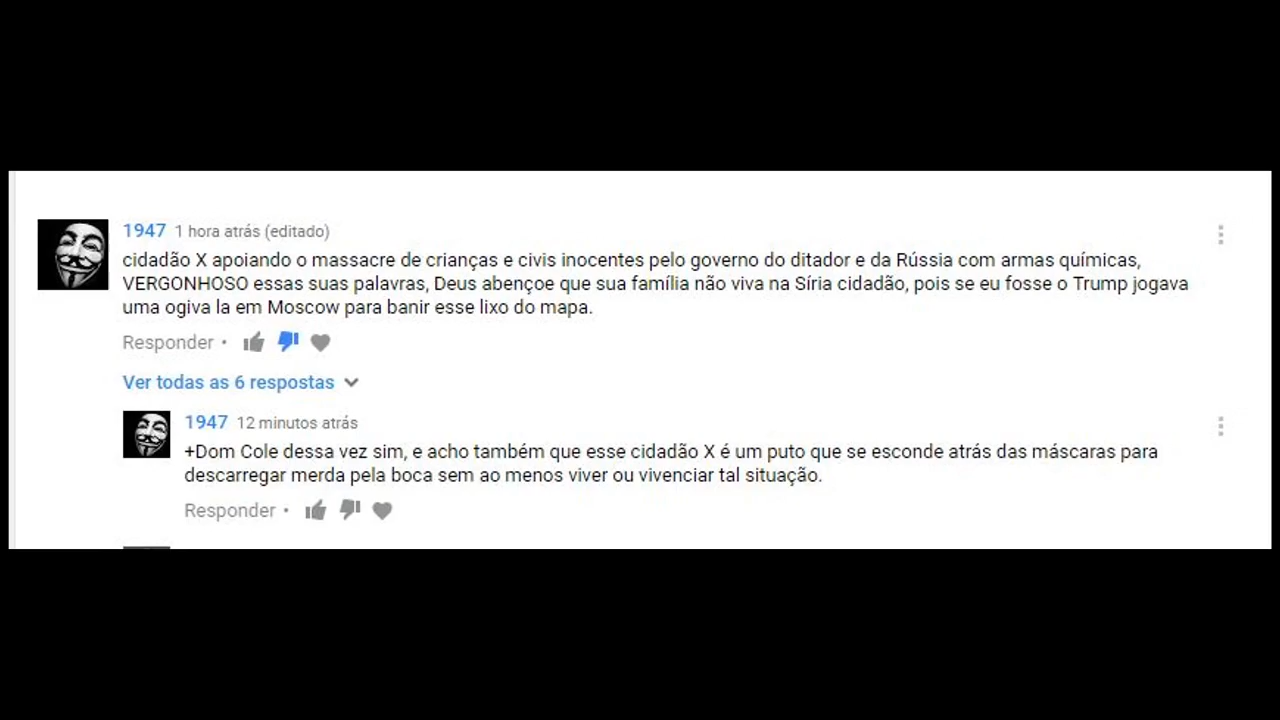 1947 1 hora atrás (editado)
cidadão X apoiando o massacre de crianças e civis inocentes pelo governo do ditador e da Rússia com armas químicas,
VERGONHOSO essas suas palavras, Deus abençoe que sua família não viva na Síria cidadão, pois se eu fosse o Trump jogava
uma ogiva la em Moscow para banir esse lixo do mapa.
Responder •
Ver todas as 6 respostas
1947 12 minutos atrás
+Dom Cole dessa vez sim, e acho também que esse cidadão X é um puto que se esconde atrás das máscaras para
descarregar merda pela boca sem ao menos viver ou vivenciar tal situação.
Responder •